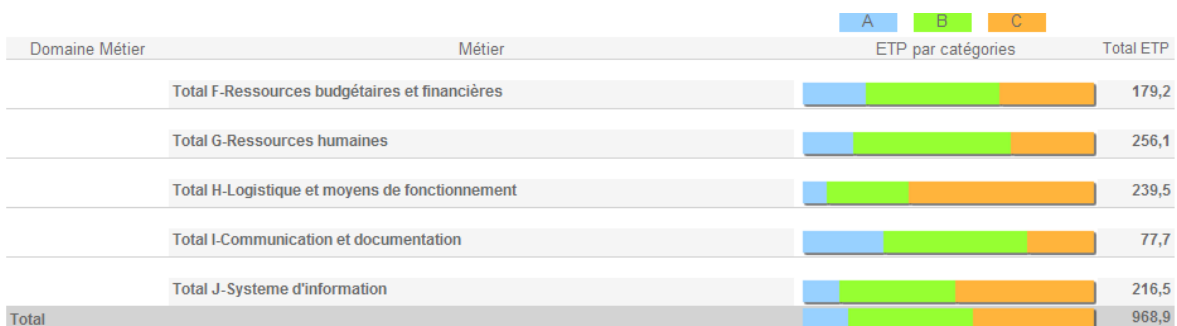 A B C
Domaine Métier Métier ETP par catégories Total ETP
Total F-Ressources budgétaires et financières 179,2
Total G-Ressources humaines 256,1
Total H-Logistique et moyens de fonctionnement 239,5
Total I-Communication et documentation 77,7
Total J-Systeme d'information 216,5
Total 968,9